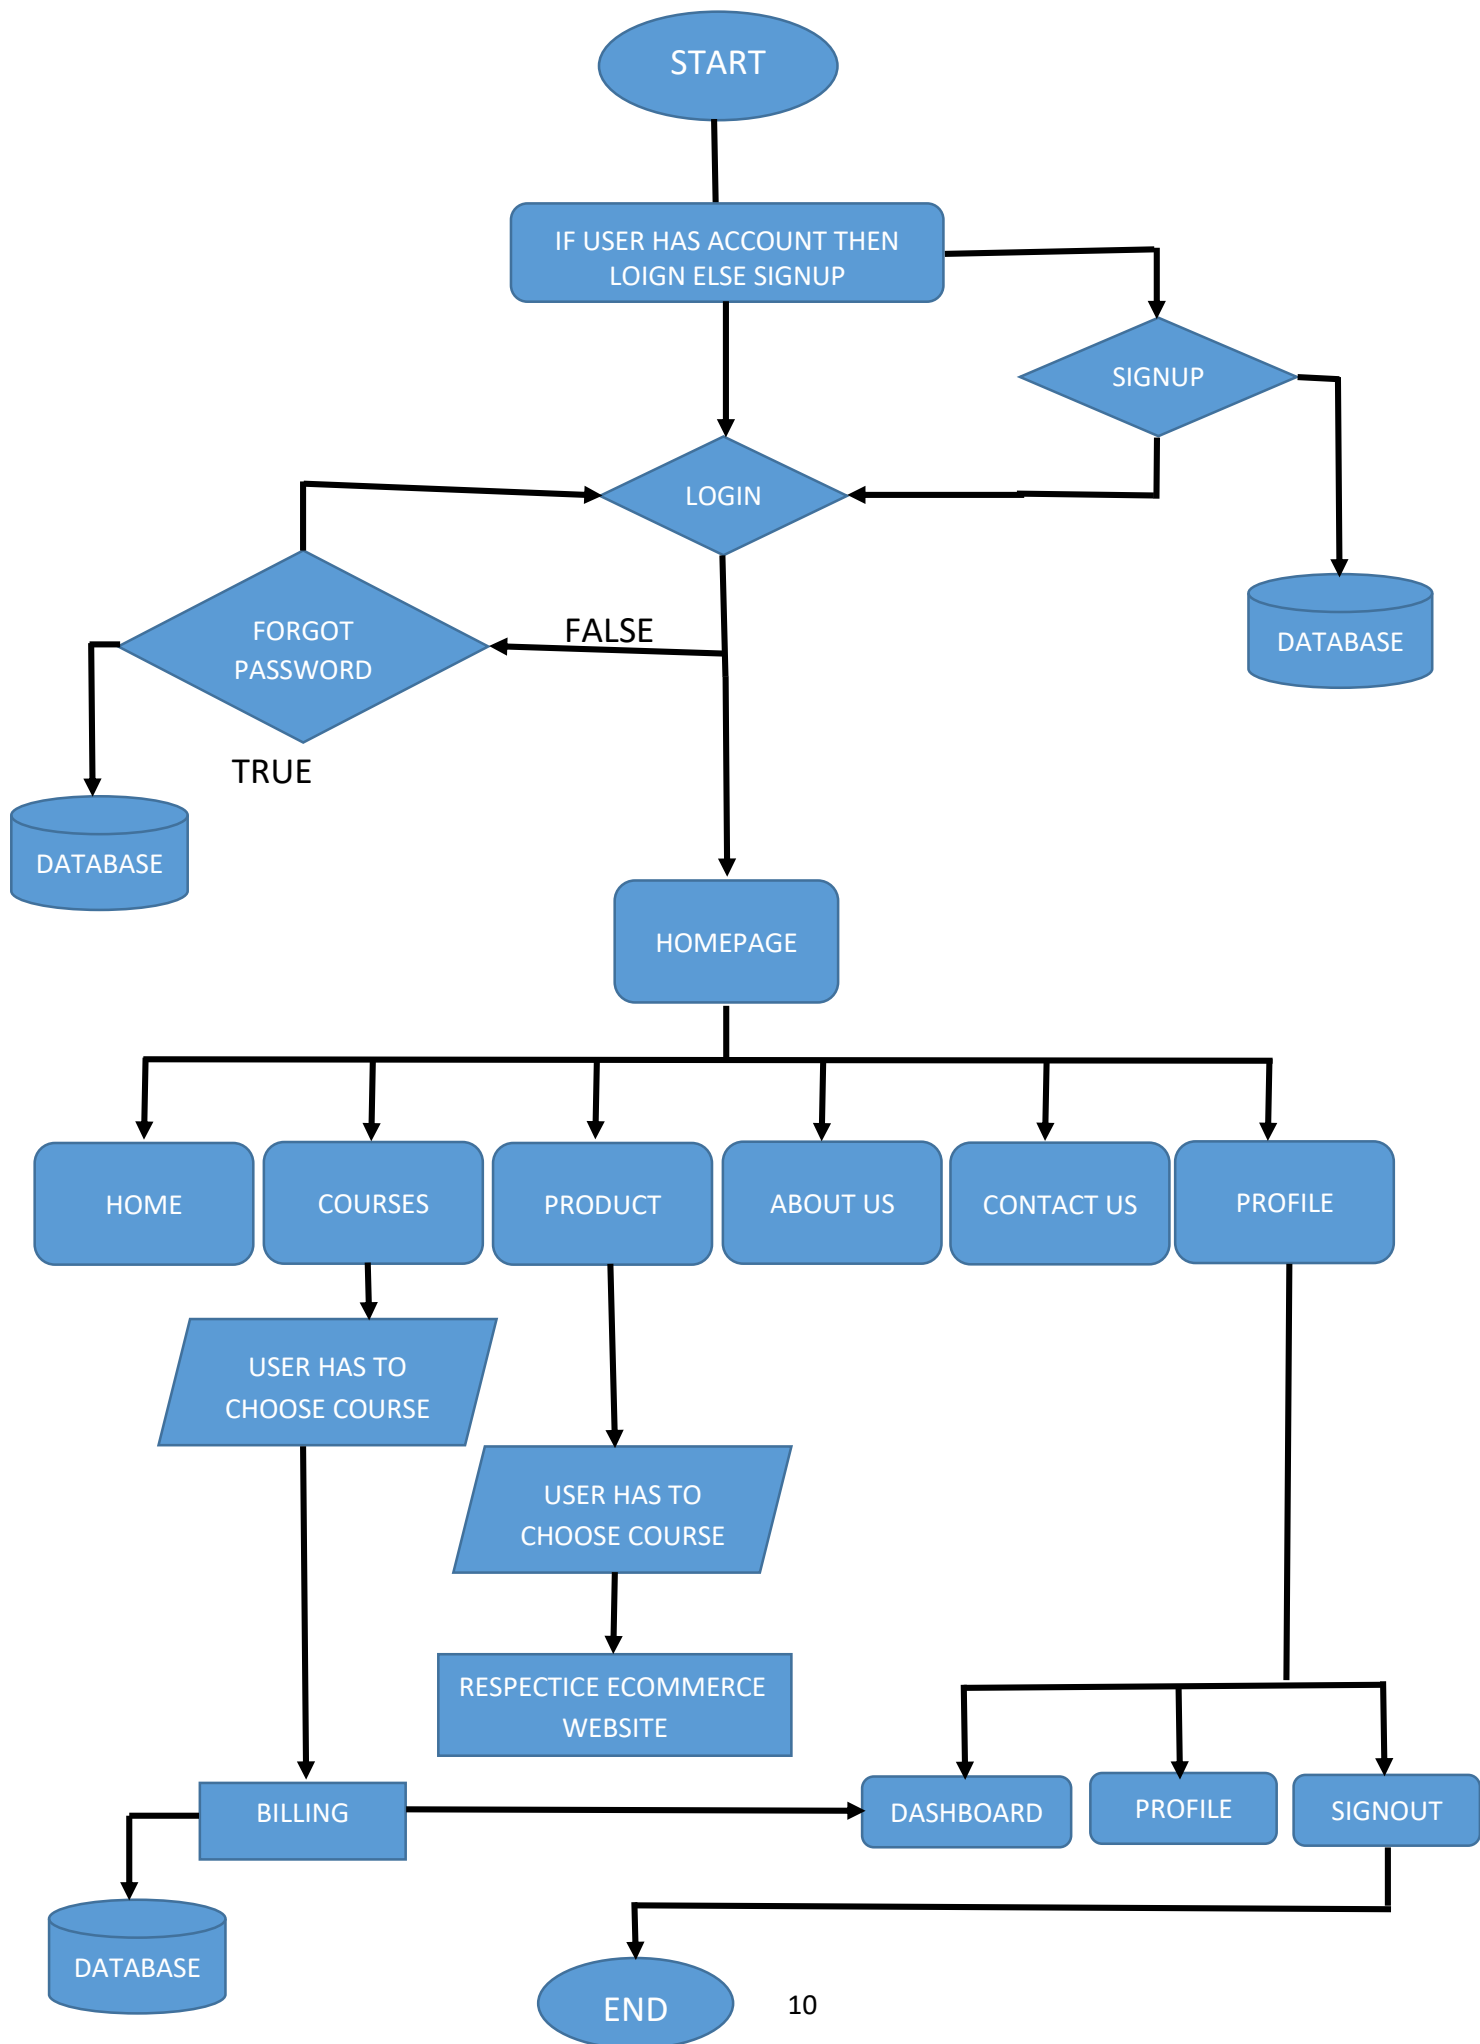 START
IF USER HAS ACCOUNT THEN
LOIGN ELSE SIGNUP
SIGNUP
LOGIN
FORGOT
PASSWORD
FALSE
DATABASE
TRUE
DATABASE
HOMEPAGE
HOME
COURSES
PRODUCT
ABOUT US
CONTACT US
PROFILE
USER HAS TO
CHOOSE COURSE
USER HAS TO
CHOOSE COURSE
RESPECTICE ECOMMERCE
WEBSITE
BILLING
DASHBOARD
PROFILE
SIGNOUT
DATABASE
END
10